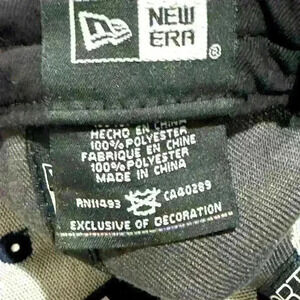 NEW
ERA
HECHO EN CHINA
100% POLYESTER
FABRIQUE EN CHINE
100% POLYESTER
MADE IN CHINA
RN11493 CA00289
EXCLUSIVE OF DECORATION